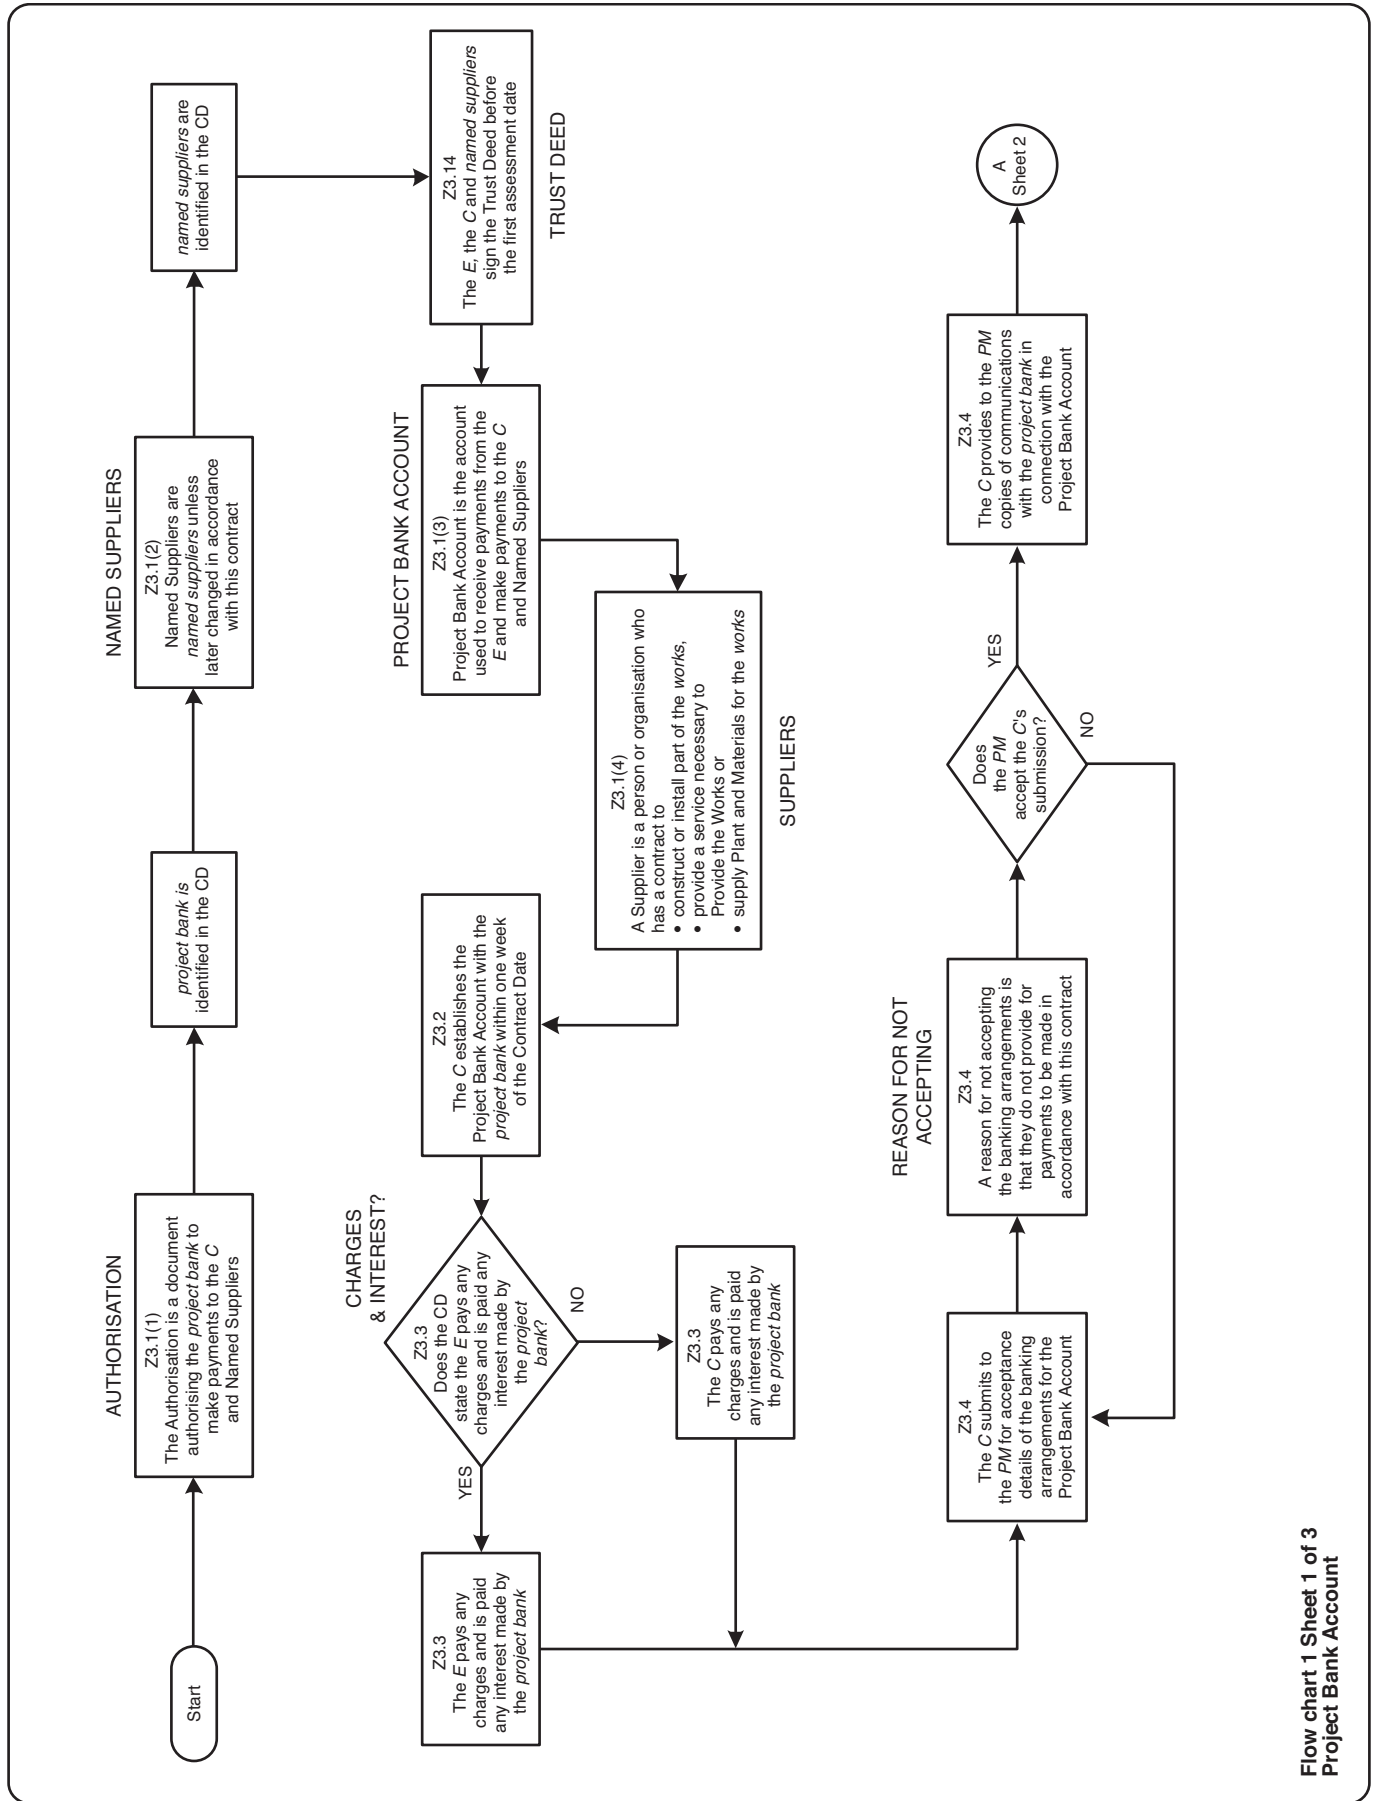 Start
AUTHORISATION
Z3.1(1)
The Authorisation is a document
authorising the project bank to
make payments to the C
and Named Suppliers
project bank is
identified in the CD
NAMED SUPPLIERS
Z3.1(2)
Named Suppliers are
named suppliers unless
later changed in accordance
with this contract
named suppliers are
identified in the CD
Z3.14
The E, the C and named suppliers
sign the Trust Deed before
the first assessment date
TRUST DEED
PROJECT BANK ACCOUNT
Z3.1(3)
Project Bank Account is the account
used to receive payments from the
E and make payments to the C
and Named Suppliers
Z3.1(4)
A Supplier is a person or organisation who
has a contract to
• construct or install part of the works,
• provide a service necessary to
Provide the Works or
• supply Plant and Materials for the works
SUPPLIERS
Z3.2
The C establishes the
Project Bank Account with the
project bank within one week
of the Contract Date
CHARGES
& INTEREST?
Z3.3
Does the CD
state the E pays any
charges and is paid any
interest made by
the project
bank?
YES
NO
Z3.3
The E pays any
charges and is paid
any interest made by
the project bank
Z3.3
The C pays any
charges and is paid
any interest made by
the project bank
Z3.4
The C submits to
the PM for acceptance
details of the banking
arrangements for the
Project Bank Account
REASON FOR NOT
ACCEPTING
Z3.4
A reason for not accepting
the banking arrangements is
that they do not provide for
payments to be made in
accordance with this contract
Does
the PM
accept the C's
submission?
YES
NO
Z3.4
The C provides to the PM
copies of communications
with the project bank in
connection with the
Project Bank Account
A
Sheet 2
Flow chart 1 Sheet 1 of 3
Project Bank Account